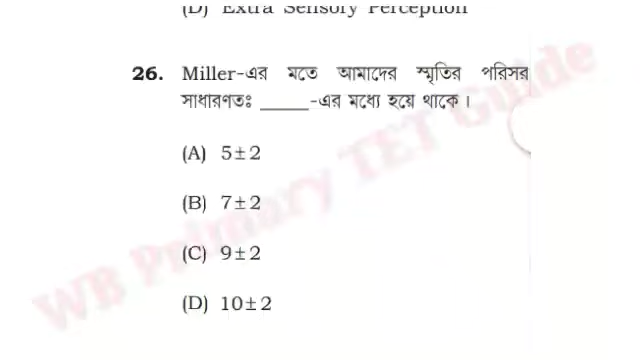 (D) Extra Sensory Perception
26. Miller-এর মতে আমাদের স্মৃতির পরিসর
সাধারণতঃ _____-এর মধ্যে হয়ে থাকে ।
(A) 5±2
(B) 7±2
(C) 9±2
(D) 10±2
WB Primary TET Guide